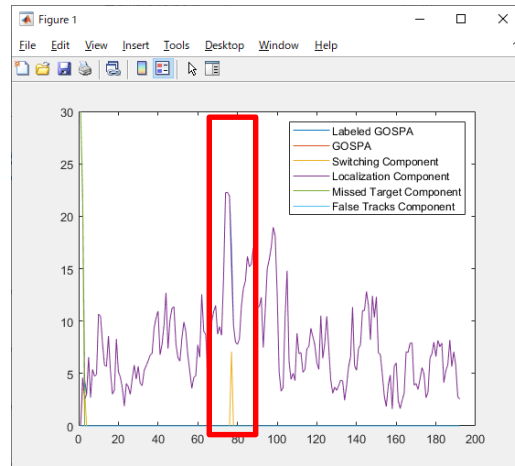 Figure 1
File Edit View Insert Tools Desktop Window Help
30
25
20
15
10
5
0
0 20 40 60 80 100 120 140 160 180 200
Labeled GOSPA
GOSPA
Switching Component
Localization Component
Missed Target Component
False Tracks Component